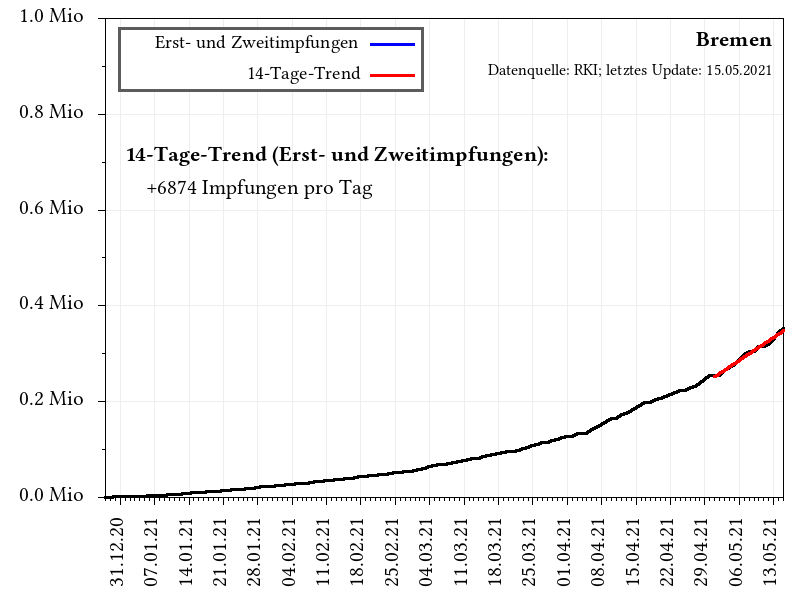 1.0 Mio
0.8 Mio
0.6 Mio
0.4 Mio
0.2 Mio
0.0 Mio
Erst- und Zweitimpfungen
14-Tage-Trend
Bremen
Datenquelle: RKI; letztes Update: 15.05.2021
14-Tage-Trend (Erst- und Zweitimpfungen):
+6874 Impfungen pro Tag
31.12.20
07.01.21
14.01.21
21.01.21
28.01.21
04.02.21
11.02.21
18.02.21
25.02.21
04.03.21
11.03.21
18.03.21
25.03.21
01.04.21
08.04.21
15.04.21
22.04.21
29.04.21
06.05.21
13.05.21